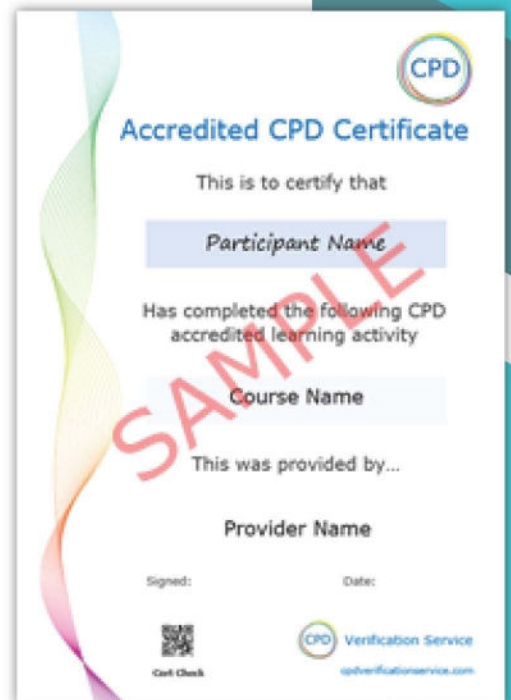 CPD
Accredited CPD Certificate
This is to certify that
Participant Name
Has completed the following CPD
accredited learning activity
SAMPLE
Course Name
This was provided by...
Provider Name
Signed:
Date:
CPD Verification Service
Cert Check
cpdverificationservice.com